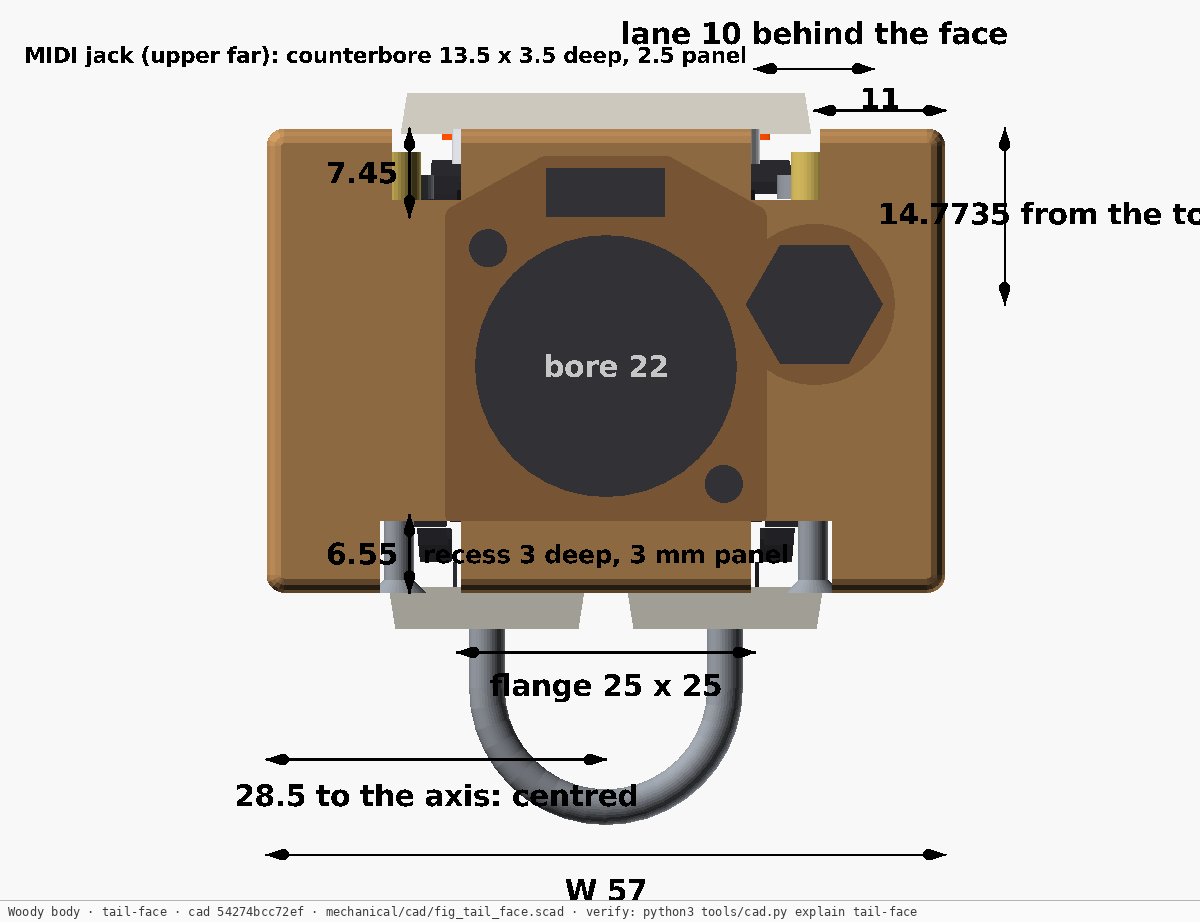 lane 10 behind the face
MIDI jack (upper far): counterbore 13.5 x 3.5 deep, 2.5 panel
11
7.45
14.7735 from the to
bore 22
6.55
recess 3 deep, 3 mm panel
flange 25 x 25
28.5 to the axis: centred
W 57
Woody body · tail-face · cad 54274bcc72ef · mechanical/cad/fig_tail_face.scad · verify: python3 tools/cad.py explain tail-face